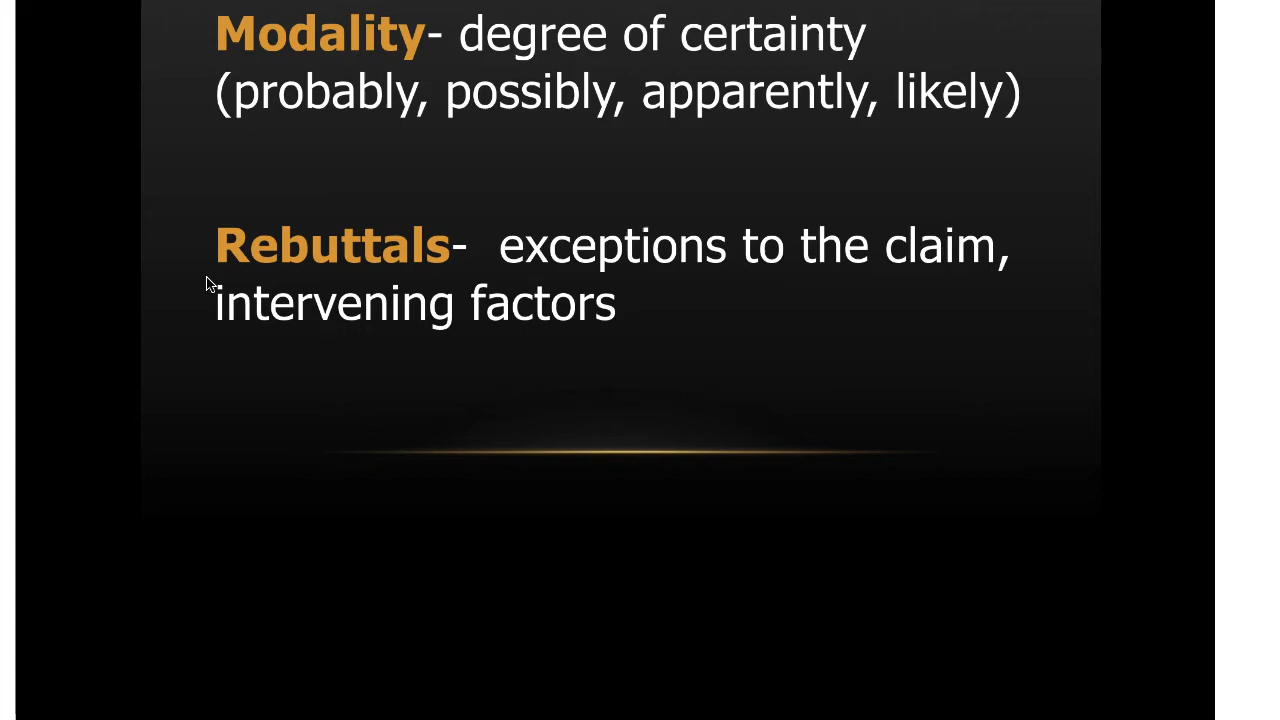 Modality- degree of certainty
(probably, possibly, apparently, likely)
Rebuttals-  exceptions to the claim,
intervening factors